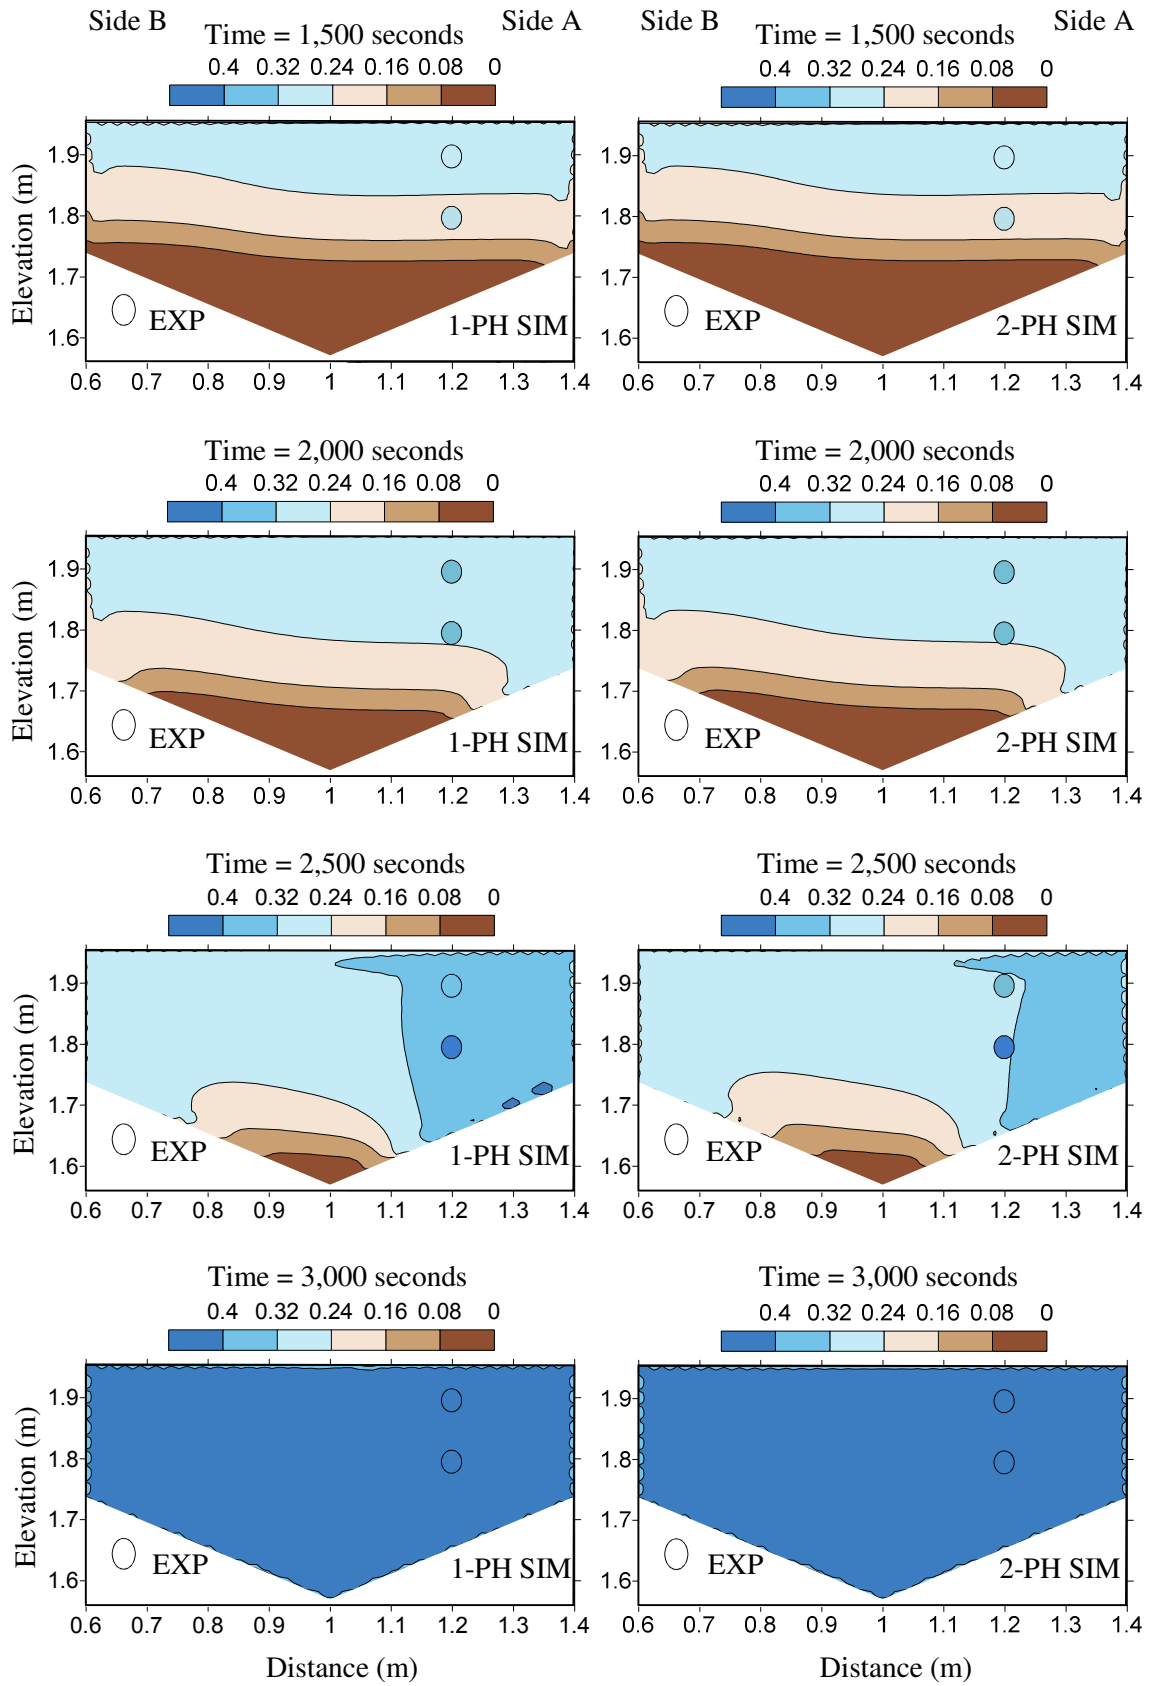 Side B Side A Side B Side A
Time = 1,500 seconds Time = 1,500 seconds
0.4 0.32 0.24 0.16 0.08 0 0.4 0.32 0.24 0.16 0.08 0
Elevation (m)
1.9 1.9
1.8 1.8
1.7 1.7
1.6 1.6
EXP 1-PH SIM EXP 2-PH SIM
0.6 0.7 0.8 0.9 1 1.1 1.2 1.3 1.4 0.6 0.7 0.8 0.9 1 1.1 1.2 1.3 1.4
Time = 2,000 seconds Time = 2,000 seconds
0.4 0.32 0.24 0.16 0.08 0 0.4 0.32 0.24 0.16 0.08 0
Elevation (m)
1.9 1.9
1.8 1.8
1.7 1.7
1.6 1.6
EXP 1-PH SIM EXP 2-PH SIM
0.6 0.7 0.8 0.9 1 1.1 1.2 1.3 1.4 0.6 0.7 0.8 0.9 1 1.1 1.2 1.3 1.4
Time = 2,500 seconds Time = 2,500 seconds
0.4 0.32 0.24 0.16 0.08 0 0.4 0.32 0.24 0.16 0.08 0
Elevation (m)
1.9 1.9
1.8 1.8
1.7 1.7
1.6 1.6
EXP 1-PH SIM EXP 2-PH SIM
0.6 0.7 0.8 0.9 1 1.1 1.2 1.3 1.4 0.6 0.7 0.8 0.9 1 1.1 1.2 1.3 1.4
Time = 3,000 seconds Time = 3,000 seconds
0.4 0.32 0.24 0.16 0.08 0 0.4 0.32 0.24 0.16 0.08 0
Elevation (m)
1.9 1.9
1.8 1.8
1.7 1.7
1.6 1.6
EXP 1-PH SIM EXP 2-PH SIM
0.6 0.7 0.8 0.9 1 1.1 1.2 1.3 1.4 0.6 0.7 0.8 0.9 1 1.1 1.2 1.3 1.4
Distance (m) Distance (m)